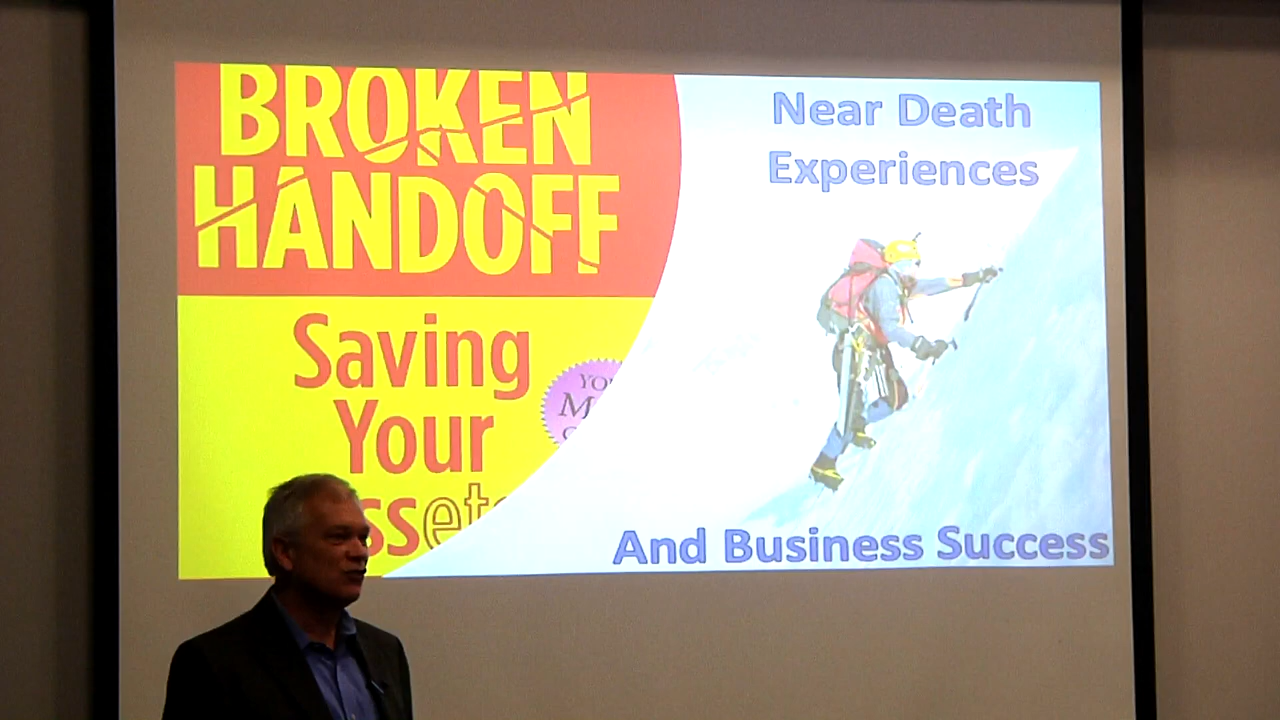 BROKEN
HANDOFF
Saving
Your
Near Death
Experiences
And Business Success